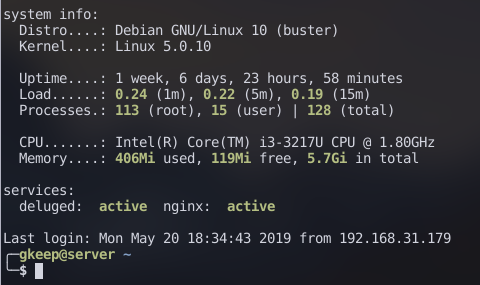 system info:
  Distro....: Debian GNU/Linux 10 (buster)
  Kernel....: Linux 5.0.10

  Uptime....: 1 week, 6 days, 23 hours, 58 minutes
  Load......: 0.24 (1m), 0.22 (5m), 0.19 (15m)
  Processes.: 113 (root), 15 (user) | 128 (total)

  CPU.......: Intel(R) Core(TM) i3-3217U CPU @ 1.80GHz
  Memory....: 406Mi used, 119Mi free, 5.7Gi in total

services:
  deluged:  active  nginx:  active

Last login: Mon May 20 18:34:43 2019 from 192.168.31.179
╭─gkeep@server ~
╰─$